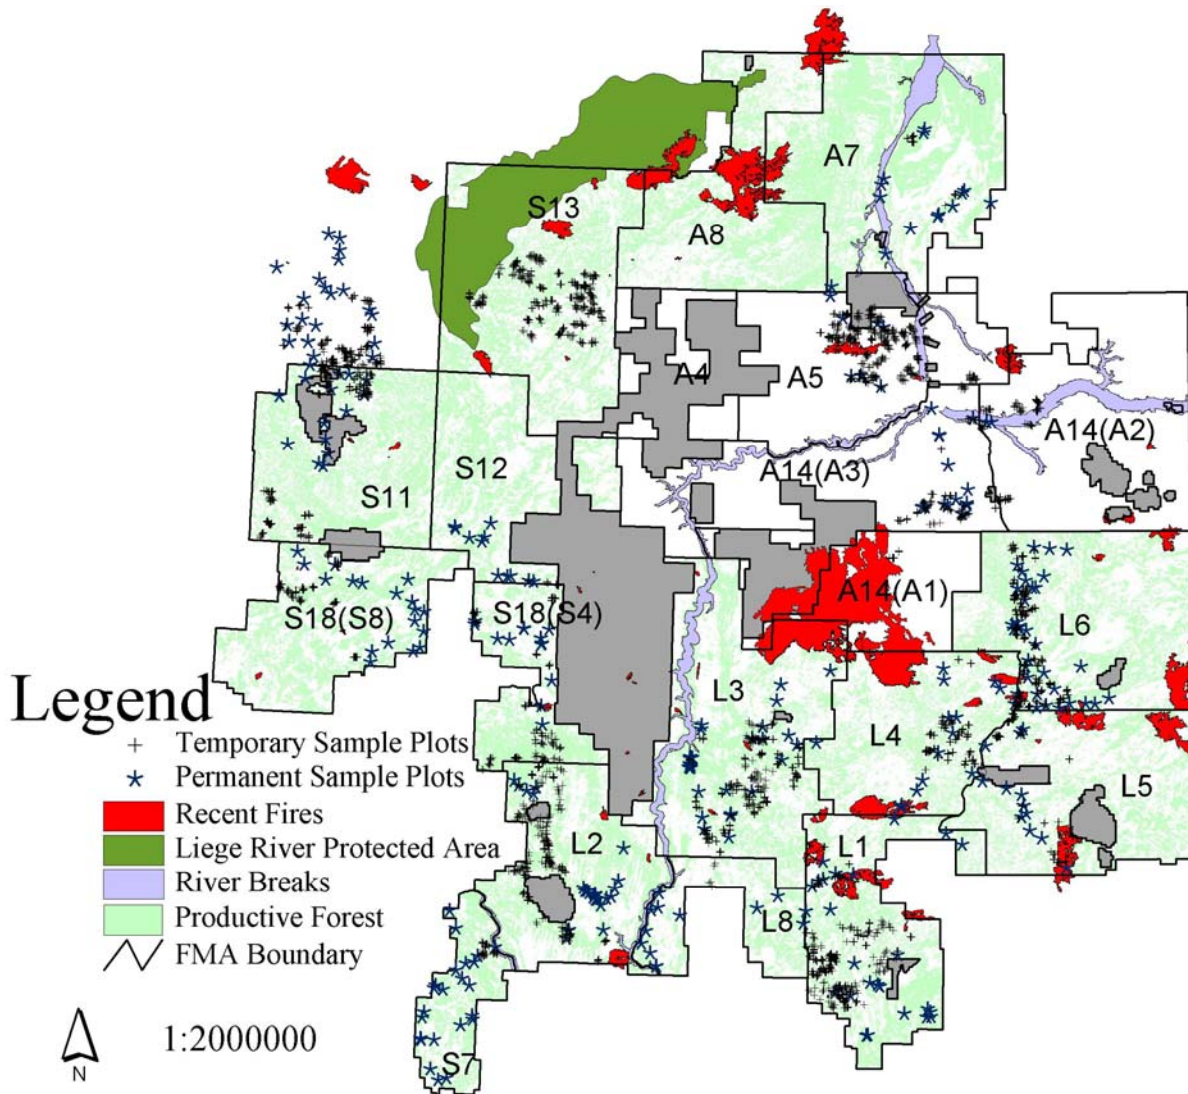 A7
S13
A8
A4
A5
A14(A2)
A14(A3)
S12
S11
A14(A1)
S18(S8)
S18(S4)
L6
L3
L4
L5
L2
L1
L8
S7
Legend
Temporary Sample Plots
Permanent Sample Plots
Recent Fires
Liege River Protected Area
River Breaks
Productive Forest
FMA Boundary
N
1:2000000